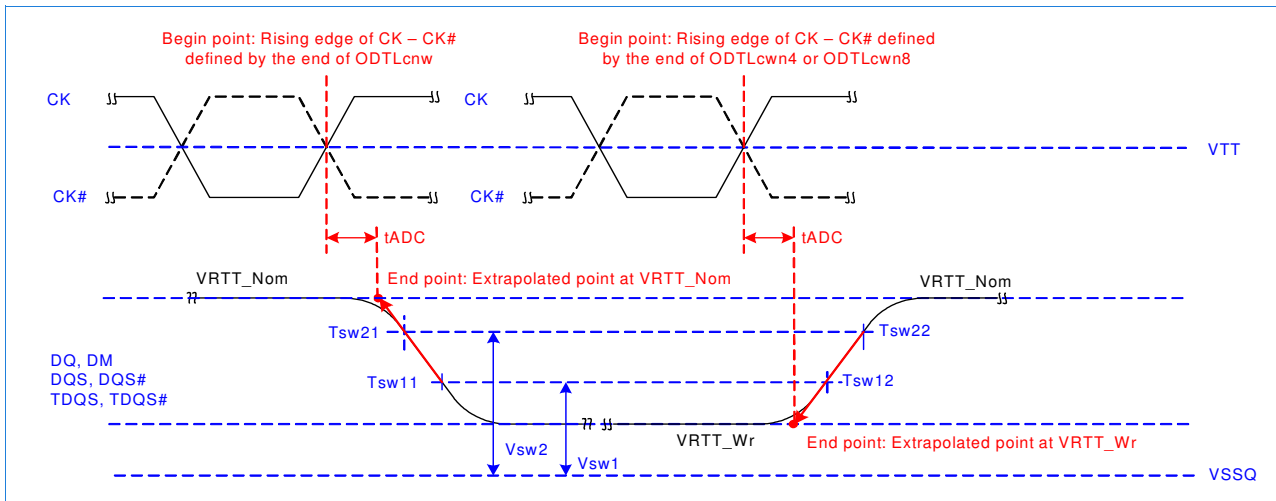 Begin point: Rising edge of CK – CK#
defined by the end of ODTLcnw
Begin point: Rising edge of CK – CK# defined
by the end of ODTLcwn4 or ODTLcwn8
CK
CK
VTT
CK#
CK#
tADC
tADC
VRTT_Nom
End point: Extrapolated point at VRTT_Nom
VRTT_Nom
Tsw21
Tsw22
DQ, DM
DQS, DQS#
TDQS, TDQS#
Tsw11
Tsw12
VRTT_Wr
End point: Extrapolated point at VRTT_Wr
Vsw2
Vsw1
VSSQ